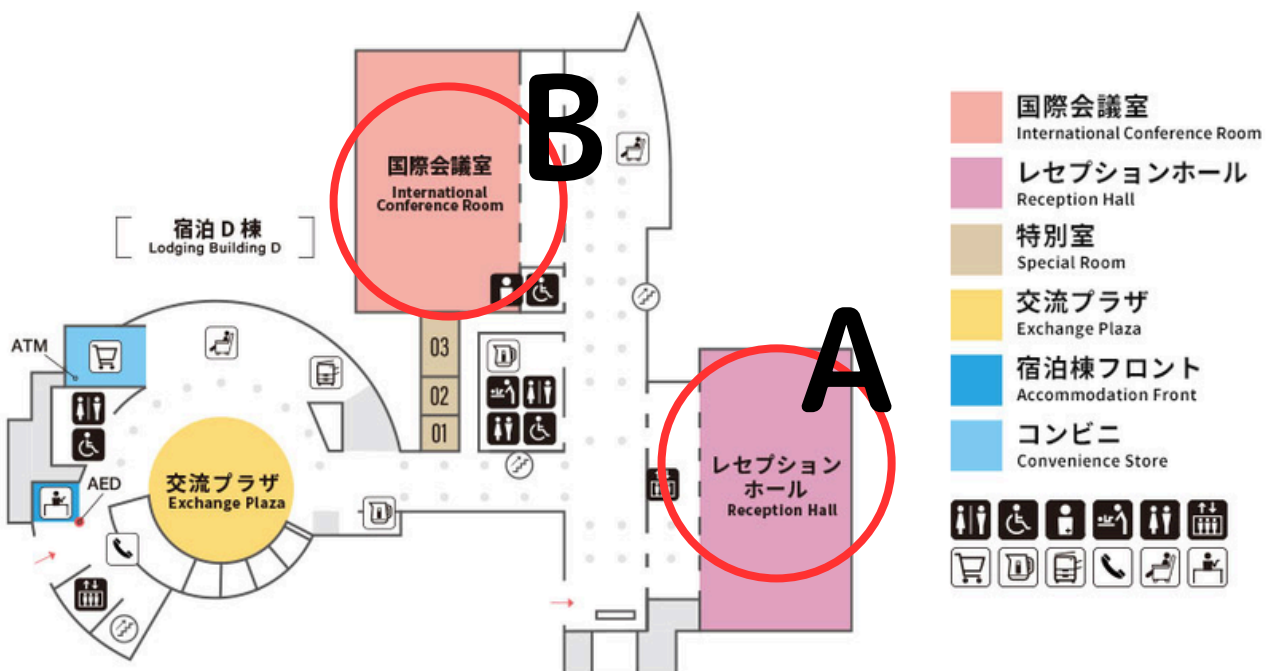 B
国際会議室
International
Conference Room
宿泊 D 棟
Lodging Building D
ATM
03
02
01
A
交流プラザ
Exchange Plaza
AED
レセプション
ホール
Reception Hall
国際会議室
International Conference Room
レセプションホール
Reception Hall
特別室
Special Room
交流プラザ
Exchange Plaza
宿泊棟フロント
Accommodation Front
コンビニ
Convenience Store